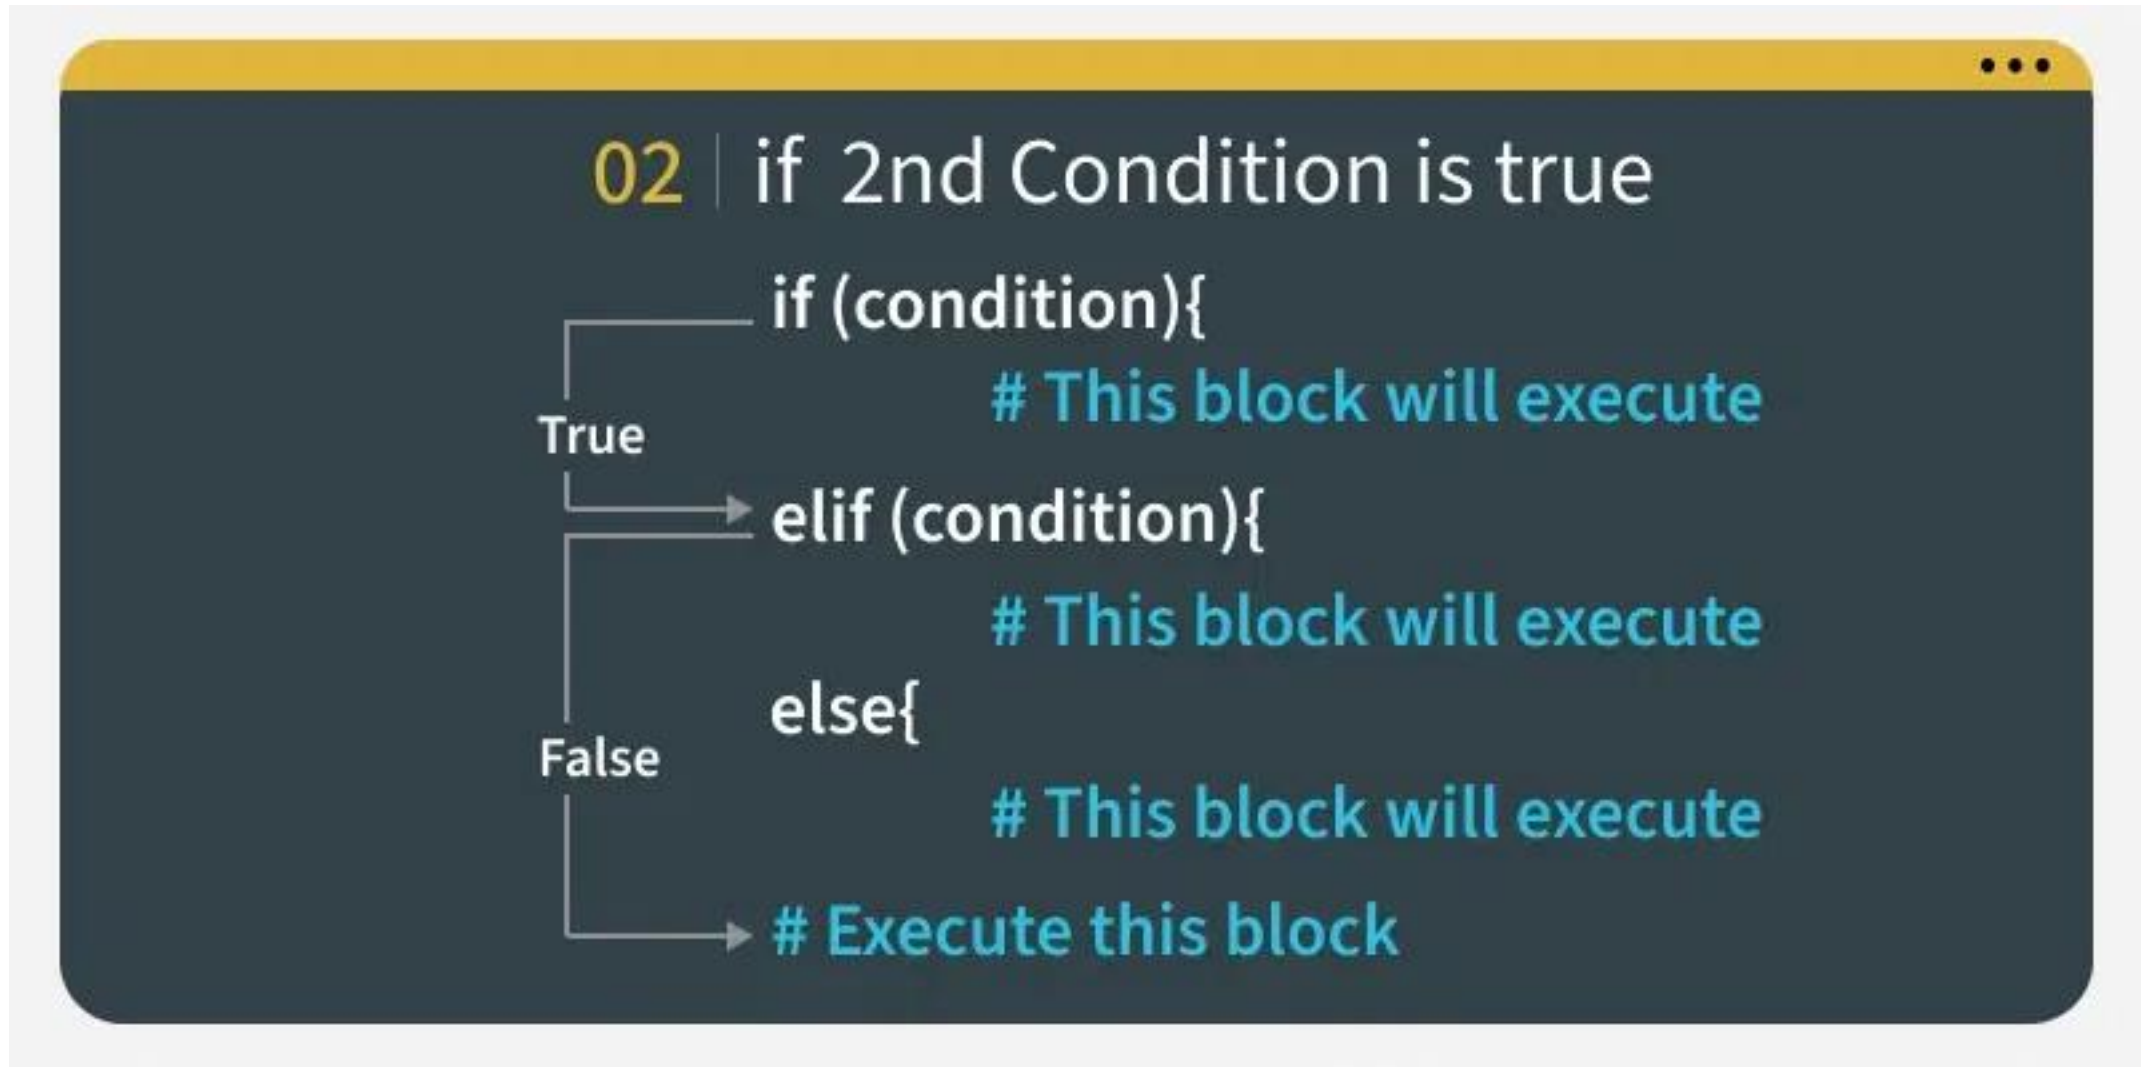 02 | if 2nd Condition is true
if (condition){
# This block will execute
True
elif (condition){
# This block will execute
else{
False
# This block will execute
# Execute this block